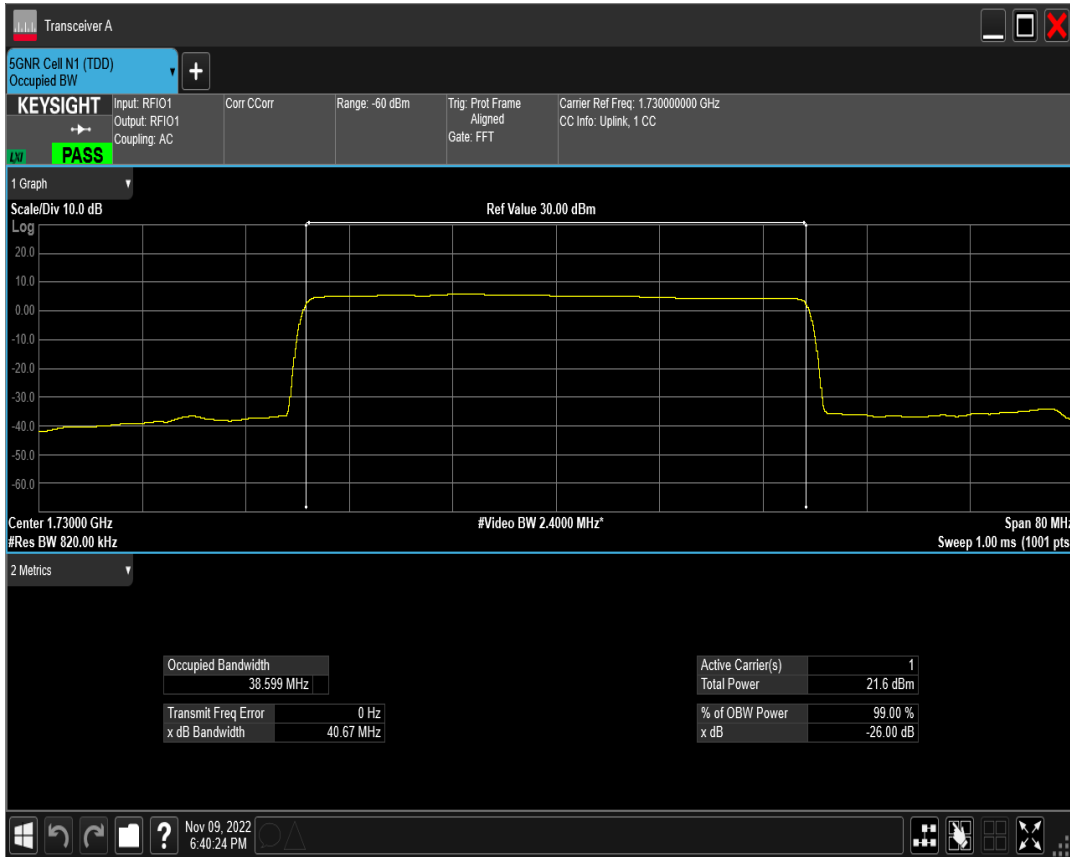 Transceiver A
5GNR Cell N1 (TDD)
Occupied BW
+
KEYSIGHT
LXI
PASS
Input: RFIO1
Output: RFIO1
Coupling: AC
Corr CCorr
Range: -60 dBm
Trig: Prot Frame
Aligned
Gate: FFT
Carrier Ref Freq: 1.730000000 GHz
CC Info: Uplink, 1 CC
1 Graph
Scale/Div 10.0 dB
Ref Value 30.00 dBm
Log
20.0
10.0
0.00
-10.0
-20.0
-30.0
-40.0
-50.0
-60.0
Center 1.73000 GHz
#Video BW 2.4000 MHz*
Span 80 MHz
#Res BW 820.00 kHz
Sweep 1.00 ms (1001 pts
2 Metrics
Occupied Bandwidth
38.599 MHz
Transmit Freq Error 0 Hz
x dB Bandwidth 40.67 MHz
Active Carrier(s) 1
Total Power 21.6 dBm
% of OBW Power 99.00 %
x dB -26.00 dB
?
Nov 09, 2022
6:40:24 PM